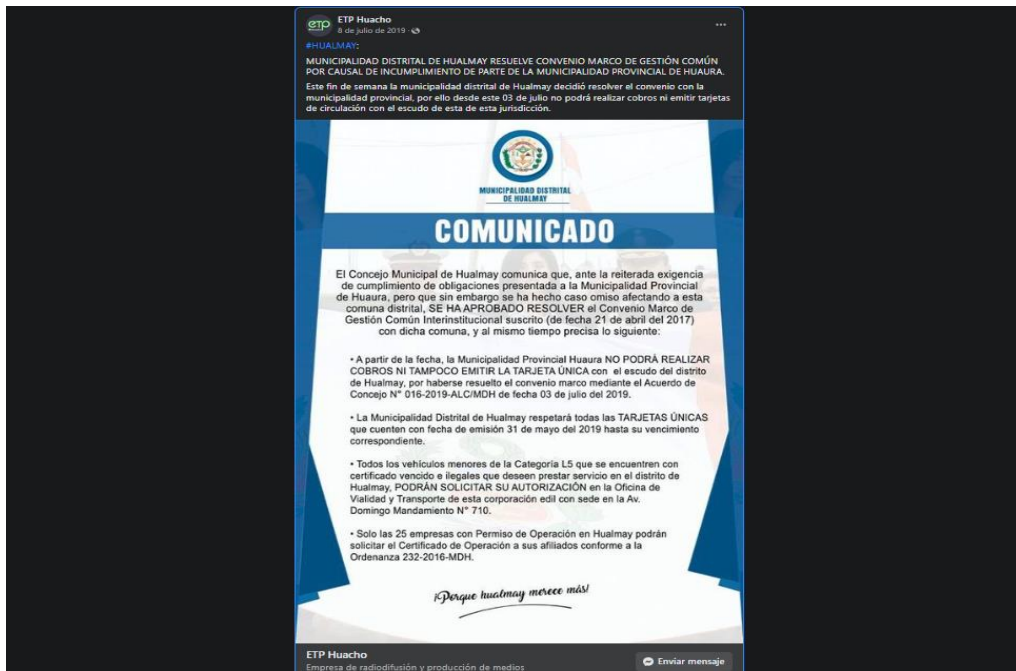 ETP Huacho
8 de julio de 2019
#HUALMAY:
MUNICIPALIDAD DISTRITAL DE HUALMAY RESUELVE CONVENIO MARCO DE GESTIÓN COMÚN
POR CAUSAL DE INCUMPLIMIENTO DE PARTE DE LA MUNICIPALIDAD PROVINCIAL DE HUAURA.
Este fin de semana la municipalidad distrital de Hualmay decidió resolver el convenio con la
municipalidad provincial, por ello desde este 03 de julio no podrá realizar cobros ni emitir tarjetas
de circulación con el escudo de esta de esta jurisdicción.
MUNICIPALIDAD DISTRITAL
DE HUALMAY
COMUNICADO
El Concejo Municipal de Hualmay comunica que, ante la reiterada exigencia
de cumplimiento de obligaciones presentada a la Municipalidad Provincial
de Huaura, pero que sin embargo se ha hecho caso omiso afectando a esta
comuna distrital, SE HA APROBADO RESOLVER el Convenio Marco de
Gestión Común Interinstitucional suscrito (de fecha 21 de abril del 2017)
con dicha comuna, y al mismo tiempo precisa lo siguiente:
• A partir de la fecha, la Municipalidad Provincial Huaura NO PODRÁ REALIZAR
COBROS NI TAMPOCO EMITIR LA TARJETA ÚNICA con el escudo del distrito
de Hualmay, por haberse resuelto el convenio marco mediante el Acuerdo de
Concejo N° 016-2019-ALC/MDH de fecha 03 de julio del 2019.
• La Municipalidad Distrital de Hualmay respetará todas las TARJETAS ÚNICAS
que cuenten con fecha de emisión 31 de mayo del 2019 hasta su vencimiento
correspondiente.
• Todos los vehículos menores de la Categoría L5 que se encuentren con
certificado vencido e ilegales que deseen prestar servicio en el distrito de
Hualmay, PODRÁN SOLICITAR SU AUTORIZACIÓN en la Oficina de
Vialidad y Transporte de esta corporación edil con sede en la Av.
Domingo Mandamiento N° 710.
• Solo las 25 empresas con Permiso de Operación en Hualmay podrán
solicitar el Certificado de Operación a sus afiliados conforme a la
Ordenanza 232-2016-MDH.
¡Porque hualmay merece más!
ETP Huacho
Empresa de radiodifusión y producción de medios
Enviar mensaje